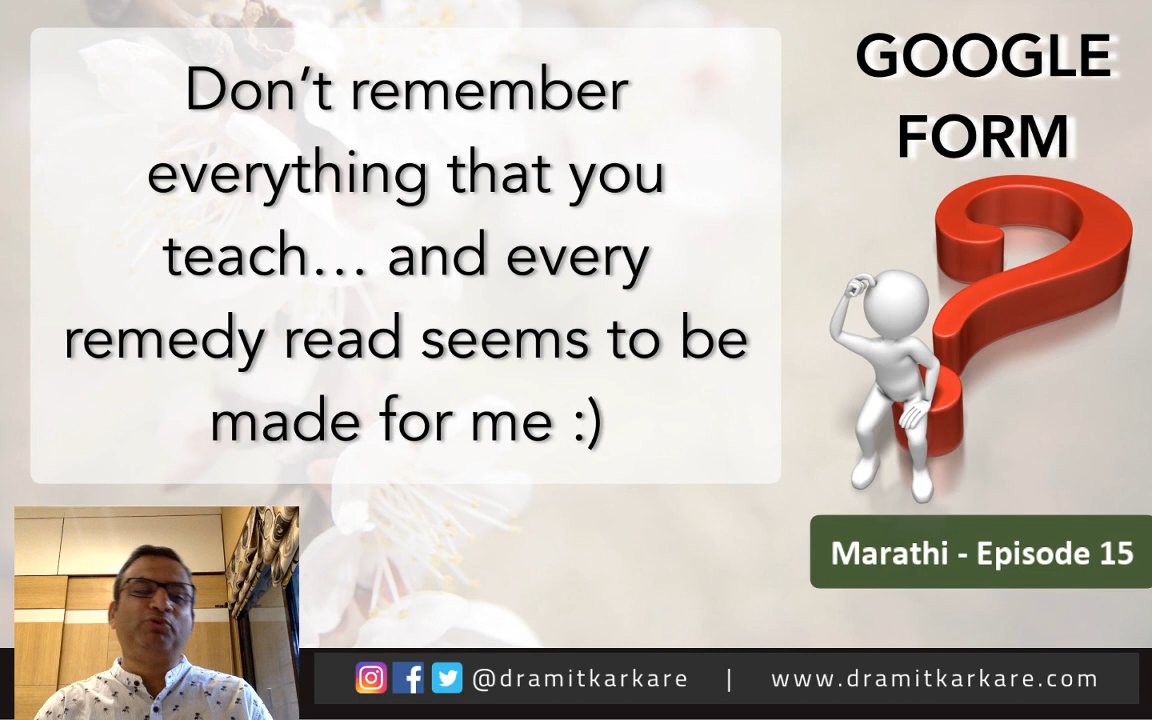 Don’t remember
everything that you
teach… and every
remedy read seems to be
made for me :)
GOOGLE
FORM
Marathi - Episode 15
@dramitkarkare | www.dramitkarkare.com